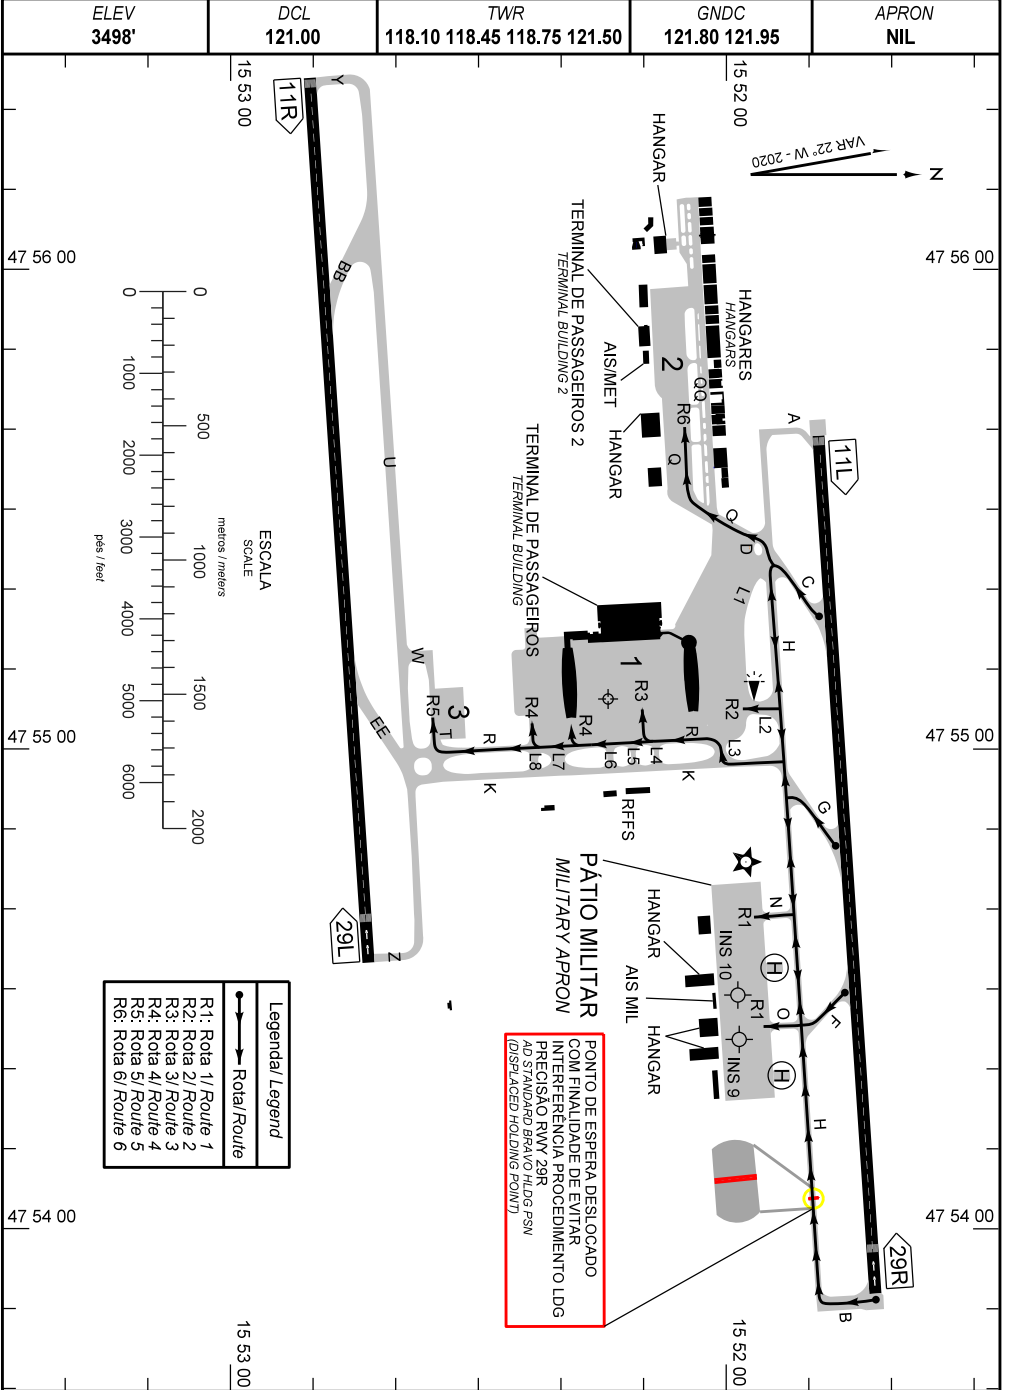 ELEV
3498'
DCL
121.00
TWR
118.10 118.45 118.75 121.50
GNDC
121.80 121.95
APRON
NIL
15 53 00
15 52 00
VAR 22° W - 2020
N
11R
Y
47 56 00
47 56 00
BB
HANGAR
TERMINAL DE PASSAGEIROS 2
TERMINAL BUILDING 2
AIS/MET
HANGAR
HANGARES
HANGARS
2
QQ
R6
Q
Q
D
A
11L
C
L1
H
U
0
500
1000
1500
2000
metros / meters
ESCALA
SCALE
0
1000
2000
3000
4000
5000
6000
pés / feet
TERMINAL DE PASSAGEIROS
TERMINAL BUILDING
1
R3
R2
L2
L3
R4
R4
R
R
L4
L5
L6
L7
L8
K
K
W
R5
3
T
EE
47 55 00
47 55 00
G
RFFS
PÁTIO MILITAR
MILITARY APRON
HANGAR
AIS MIL
HANGAR
INS 10
INS 9
R1
N
H
R1
O
F
H
H
29L
Z
PONTO DE ESPERA DESLOCADO
COM FINALIDADE DE EVITAR
INTERFERÊNCIA PROCEDIMENTO LDG
PRECISÃO RWY 29R
AD STANDARD BRAVO HLDG PSN
(DISPLACED HOLDING POINT)
Legenda/ Legend
Rota/ Route
R1: Rota 1/ Route 1
R2: Rota 2/ Route 2
R3: Rota 3/ Route 3
R4: Rota 4/ Route 4
R5: Rota 5/ Route 5
R6: Rota 6/ Route 6
47 54 00
47 54 00
29R
B
15 53 00
15 52 00